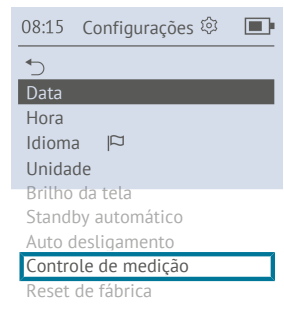 08:15 Configurações
Data
Hora
Idioma
Unidade
Brilho da tela
Standby automático
Auto desligamento
Controle de medição
Reset de fábrica